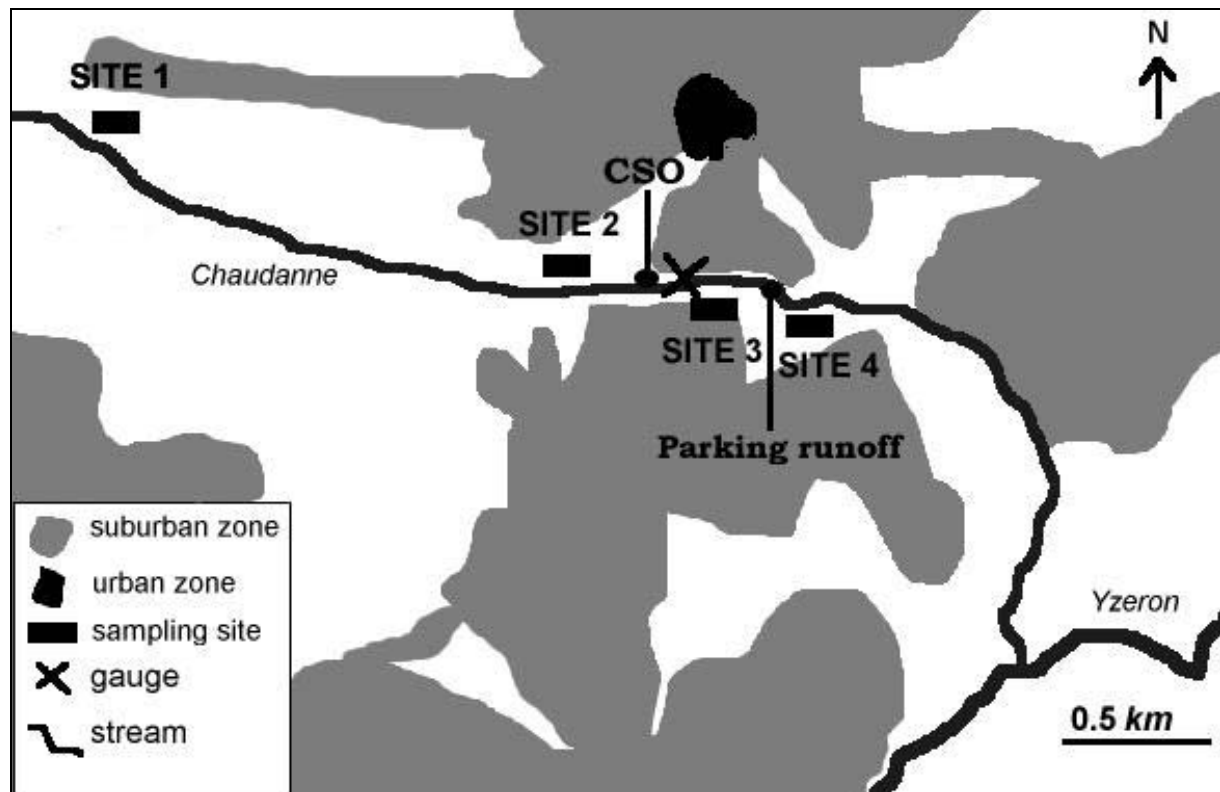 SITE 1
N
CSO
SITE 2
Chaudanne
SITE 3
SITE 4
Parking runoff
suburban zone
urban zone
sampling site
gauge
stream
Yzeron
0.5 km